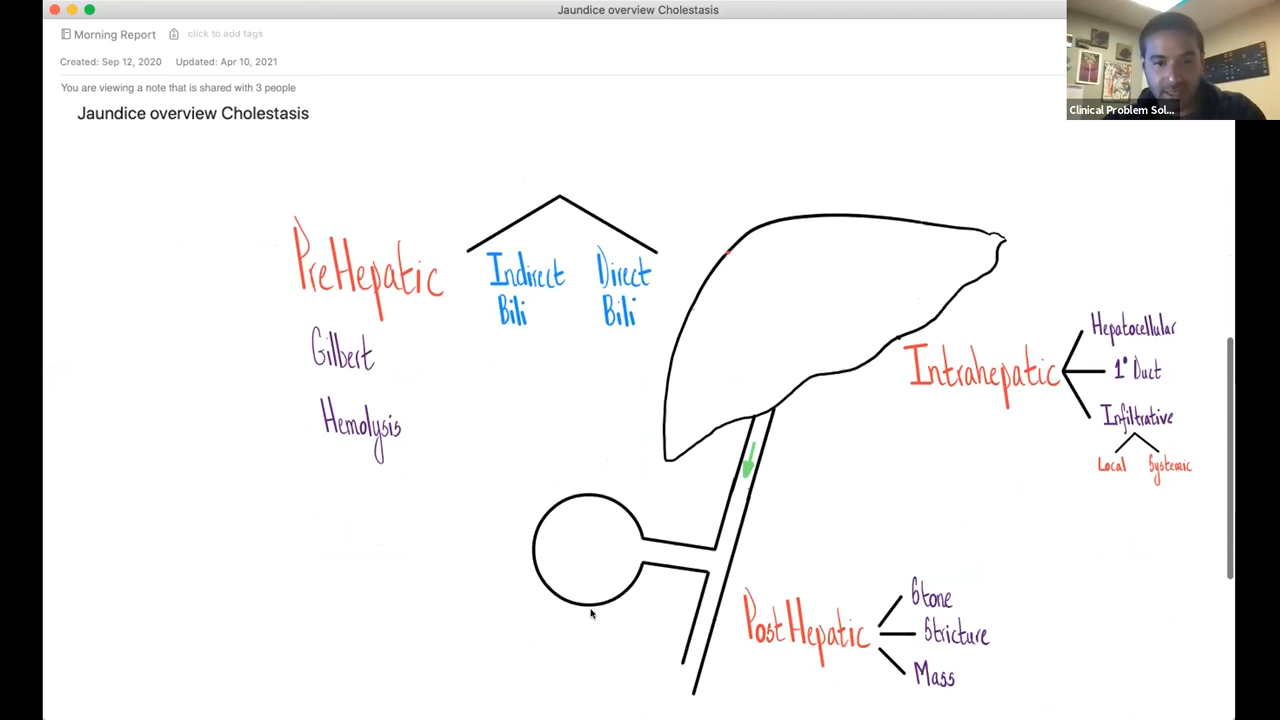 Jaundice overview Cholestasis
Morning Report
click to add tags
Created: Sep 12, 2020
Updated: Apr 10, 2021
You are viewing a note that is shared with 3 people
Jaundice overview Cholestasis
Clinical Problem Sol...
PreHepatic
Gilbert
Hemolysis
Indirect
Bili
Direct
Bili
Intrahepatic
Hepatocellular
1° Duct
Infiltrative
Local
Systemic
PostHepatic
Stone
Stricture
Mass